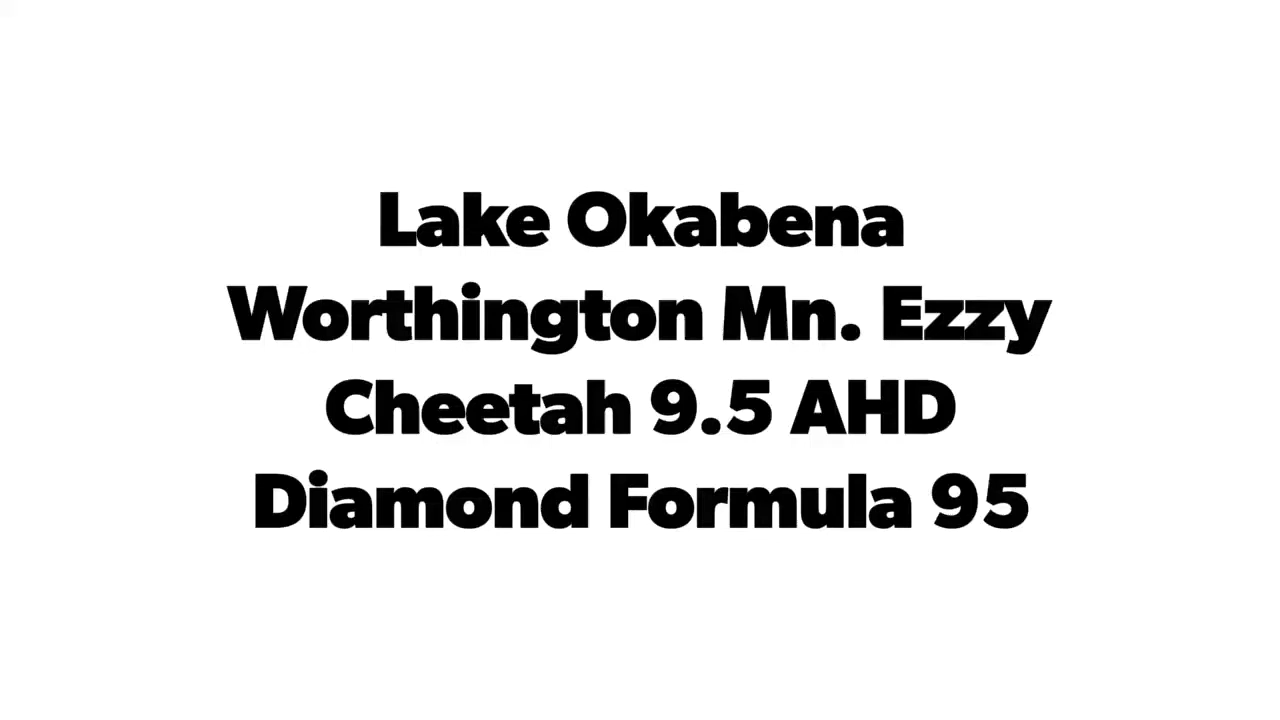 Lake Okabena
Worthington Mn. Ezzy
Cheetah 9.5 AHD
Diamond Formula 95